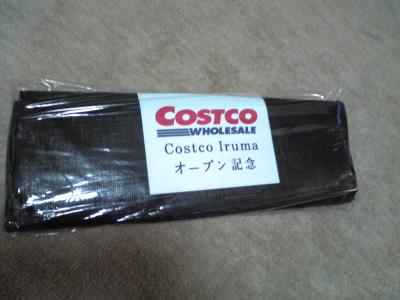 COSTCO
WHOLESALE
Costco Iruma
オープン記念